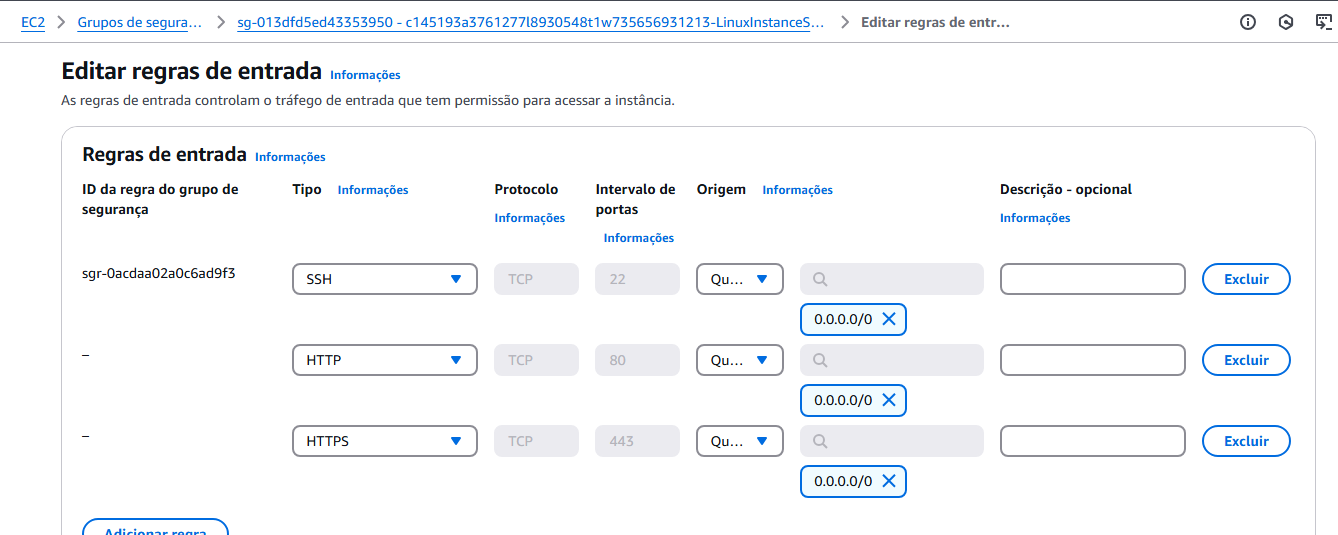 EC2 > Grupos de segura... > sg-013dfd5ed43353950 - c145193a3761277l8930548t1w735656931213-LinuxInstanceS... > Editar regras de entr...
Editar regras de entrada Informações
As regras de entrada controlam o tráfego de entrada que tem permissão para acessar a instância.
Regras de entrada Informações
ID da regra do grupo de segurança
Tipo Informações
Protocolo
Informações
Intervalo de portas
Informações
Origem Informações
Descrição - opcional
Informações
sgr-0acdaa02a0c6ad9f3 SSH TCP 22 Qu... Excluir
0.0.0.0/0
– HTTP TCP 80 Qu... Excluir
0.0.0.0/0
– HTTPS TCP 443 Qu... Excluir
0.0.0.0/0
Adicionar regra